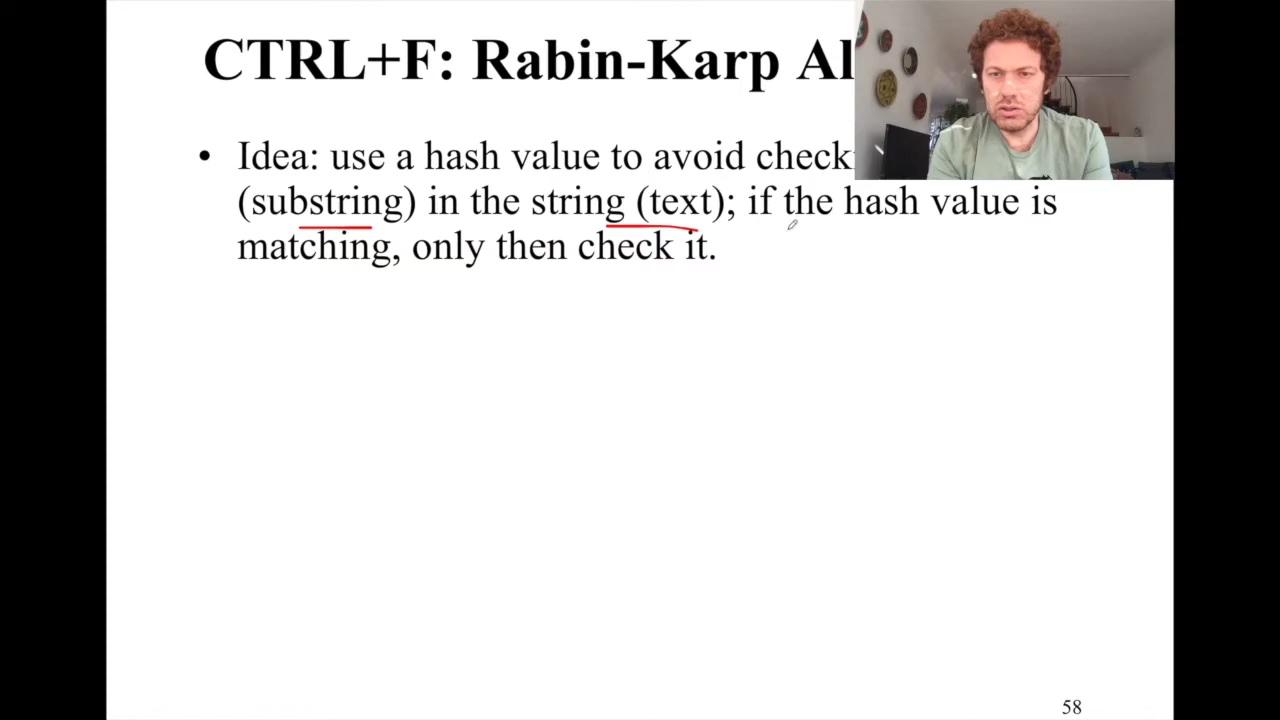 CTRL+F: Rabin-Karp Al
• Idea: use a hash value to avoid check
(substring) in the string (text); if the hash value is
matching, only then check it.
58